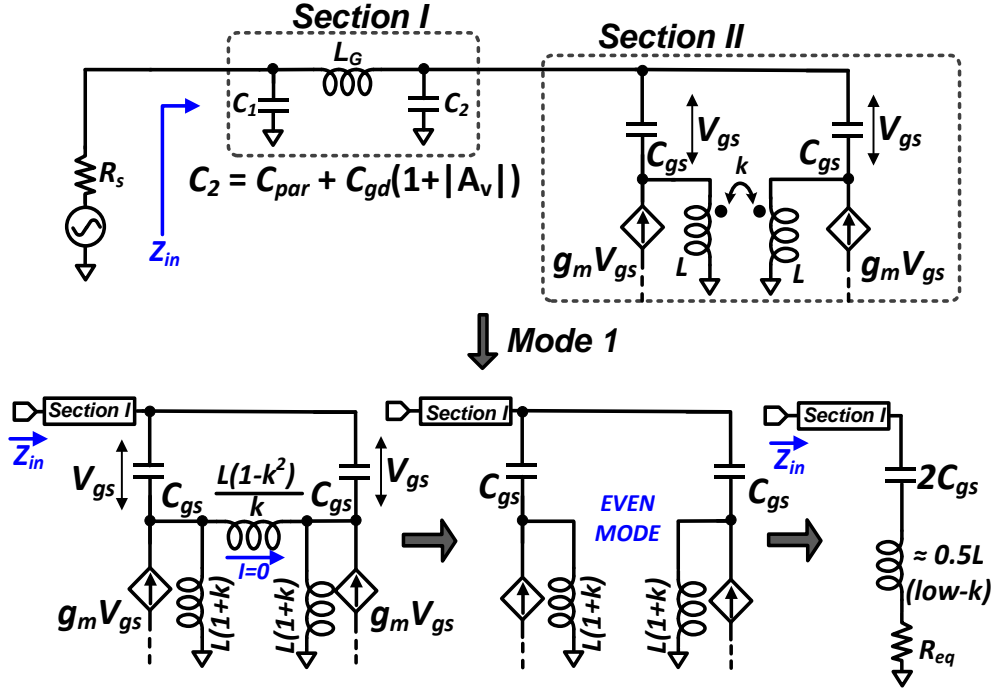 Section I
Section II
L_G
C_1
C_2
V_gs
V_gs
C_gs
k
C_gs
R_s
C_2 = C_par + C_gd(1+|A_v|)
Z_in
g_mV_gs
L
L
g_mV_gs
Mode 1
Section I
Section I
Section I
Z_in
Z_in
V_gs
L(1-k²)
k
V_gs
C_gs
C_gs
C_gs
C_gs
2C_gs
EVEN
MODE
I=0
≈ 0.5L
(low-k)
g_mV_gs
L(1+k)
L(1+k)
g_mV_gs
L(1+k)
L(1+k)
R_eq